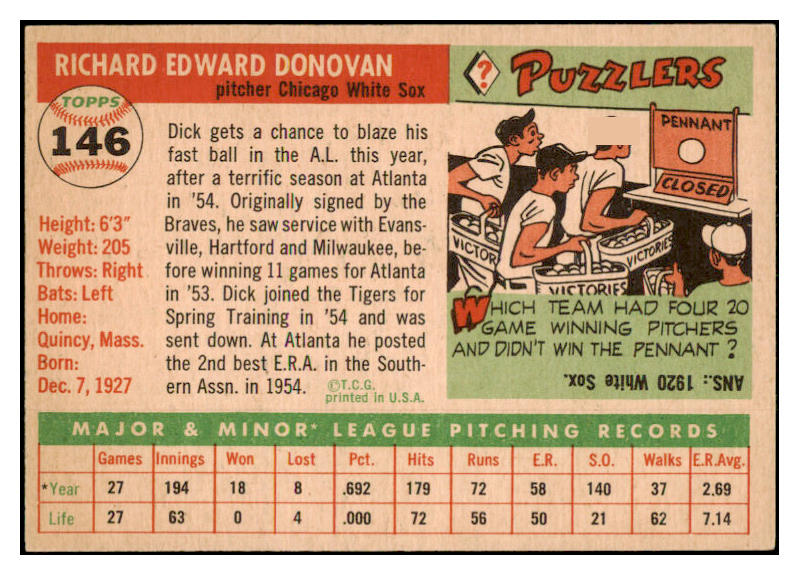 RICHARD EDWARD DONOVAN
pitcher Chicago White Sox
TOPPS
146
Height: 6'3"
Weight: 205
Throws: Right
Bats: Left
Home:
Quincy, Mass.
Born:
Dec. 7, 1927
Dick gets a chance to blaze his
fast ball in the A.L. this year,
after a terrific season at Atlanta
in '54. Originally signed by the
Braves, he saw service with Evans-
ville, Hartford and Milwaukee, be-
fore winning 11 games for Atlanta
in '53. Dick joined the Tigers for
Spring Training in '54 and was
sent down. At Atlanta he posted
the 2nd best E.R.A. in the South-
ern Assn. in 1954.
©T.C.G.
printed in U.S.A.
? PUZZLERS
PENNANT
CLOSED
VICTOR
VICTORIES
VICTORIES
WHICH TEAM HAD FOUR 20
GAME WINNING PITCHERS
AND DIDN'T WIN THE PENNANT ?
ANS.: 1920 White Sox.
MAJOR & MINOR* LEAGUE PITCHING RECORDS
Games Innings Won Lost Pct. Hits Runs E.R. S.O. Walks E.R.Avg.
*Year 27 194 18 8 .692 179 72 58 140 37 2.69
Life 27 63 0 4 .000 72 56 50 21 62 7.14